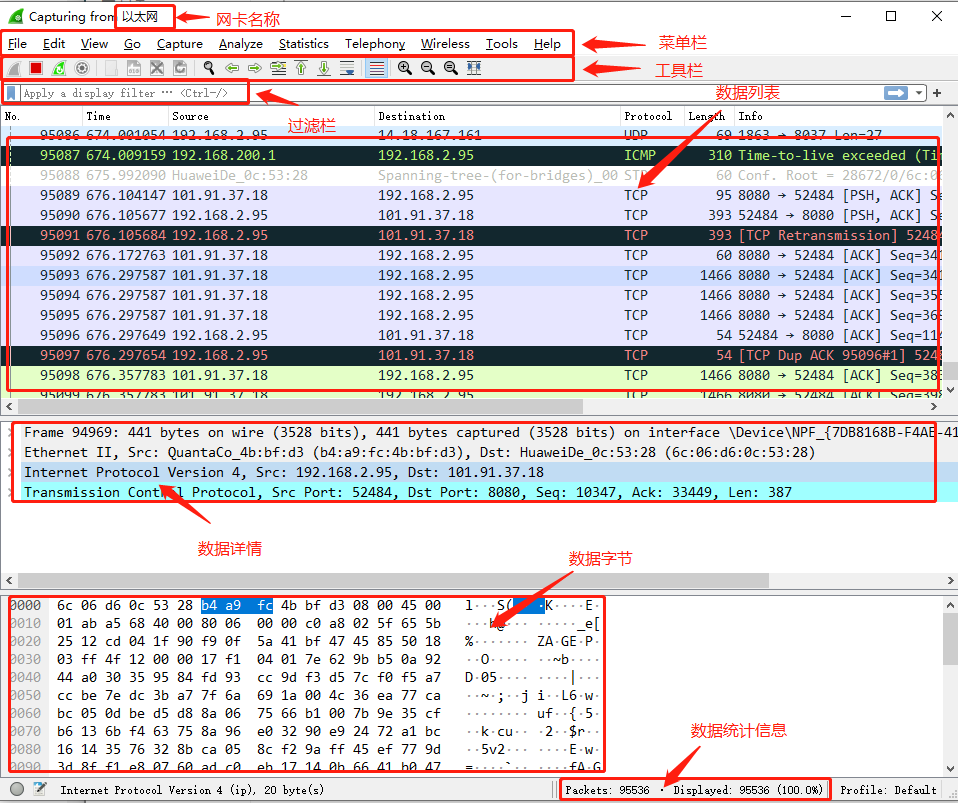 Capturing from 以太网 网卡名称
File Edit View Go Capture Analyze Statistics Telephony Wireless Tools Help 菜单栏
工具栏
Apply a display filter ⋯ <Ctrl-/> 数据列表
过滤栏
No. Time Source Destination Protocol Length Info
95086 674.001054 192.168.2.95 14.18.167.161 UDP 69 1863 → 8037 Len=27
95087 674.009159 192.168.200.1 192.168.2.95 ICMP 310 Time-to-live exceeded (Ti
95088 675.992090 HuaweiDe_0c:53:28 Spanning-tree-(for-bridges)_00 ST 60 Conf. Root = 28672/0/6c:0
95089 676.104147 101.91.37.18 192.168.2.95 TCP 95 8080 → 52484 [PSH, ACK] S
95090 676.105677 192.168.2.95 101.91.37.18 TCP 393 52484 → 8080 [PSH, ACK] S
95091 676.105684 192.168.2.95 101.91.37.18 TCP 393 [TCP Retransmission] 5248
95092 676.172763 101.91.37.18 192.168.2.95 TCP 60 8080 → 52484 [ACK] Seq=341
95093 676.297587 101.91.37.18 192.168.2.95 TCP 1466 8080 → 52484 [ACK] Seq=341
95094 676.297587 101.91.37.18 192.168.2.95 TCP 1466 8080 → 52484 [ACK] Seq=355
95095 676.297587 101.91.37.18 192.168.2.95 TCP 1466 8080 → 52484 [ACK] Seq=369
95096 676.297649 192.168.2.95 101.91.37.18 TCP 54 52484 → 8080 [ACK] Seq=114
95097 676.297654 192.168.2.95 101.91.37.18 TCP 54 [TCP Dup ACK 95096#1] 524
95098 676.357783 101.91.37.18 192.168.2.95 TCP 1466 8080 → 52484 [ACK] Seq=383
95099 676.357783 101.91.37.18 192.168.2.95 TCP 1466 8080 → 52484 [ACK] Seq=398
Frame 94969: 441 bytes on wire (3528 bits), 441 bytes captured (3528 bits) on interface \Device\NPF_{7DB8168B-F4AE-41
Ethernet II, Src: QuantaCo_4b:bf:d3 (b4:a9:fc:4b:bf:d3), Dst: HuaweiDe_0c:53:28 (6c:06:d6:0c:53:28)
Internet Protocol Version 4, Src: 192.168.2.95, Dst: 101.91.37.18
Transmission Control Protocol, Src Port: 52484, Dst Port: 8080, Seq: 10347, Ack: 33449, Len: 387
数据详情
数据字节
0000 6c 06 d6 0c 53 28 b4 a9 fc 4b bf d3 08 00 45 00 l···S(···K····E·
0010 01 ab a5 68 40 00 80 06 00 00 c0 a8 02 5f 65 5b ···h@········_e[
0020 25 12 cd 04 1f 90 f9 0f 5a 41 bf 47 45 85 50 18 %·······ZA·GE·P·
0030 03 ff 4f 12 00 00 17 f1 04 01 7e 62 9b b5 0a 92 ··O·······~b····
0040 44 a0 30 35 95 84 fd 93 cc 9d f3 d5 7c f0 f5 a7 D·05········|···
0050 cc be 7e dc 3b a7 7f 6a 69 1a 00 4c 36 ea 77 ca ··~·;··ji··L6·w·
0060 bc 05 0d be d5 d8 8a 06 75 66 b1 00 7b 9e 35 cf ········uf··{·5·
0070 b6 13 6b f4 63 75 8a 96 e0 32 90 e9 24 72 a1 bc ··k·cu···2··$r··
0080 16 14 35 76 32 8b ca 05 8c f2 9a ff 45 ef 77 9d ··5v2·······E·w·
0090 3d 8f f1 e8 07 60 ad c0 eb 17 14 0b 66 41 b0 47 =····`······fA·G
数据统计信息
Internet Protocol Version 4 (ip), 20 byte(s) Packets: 95536 · Displayed: 95536 (100.0%) Profile: Default